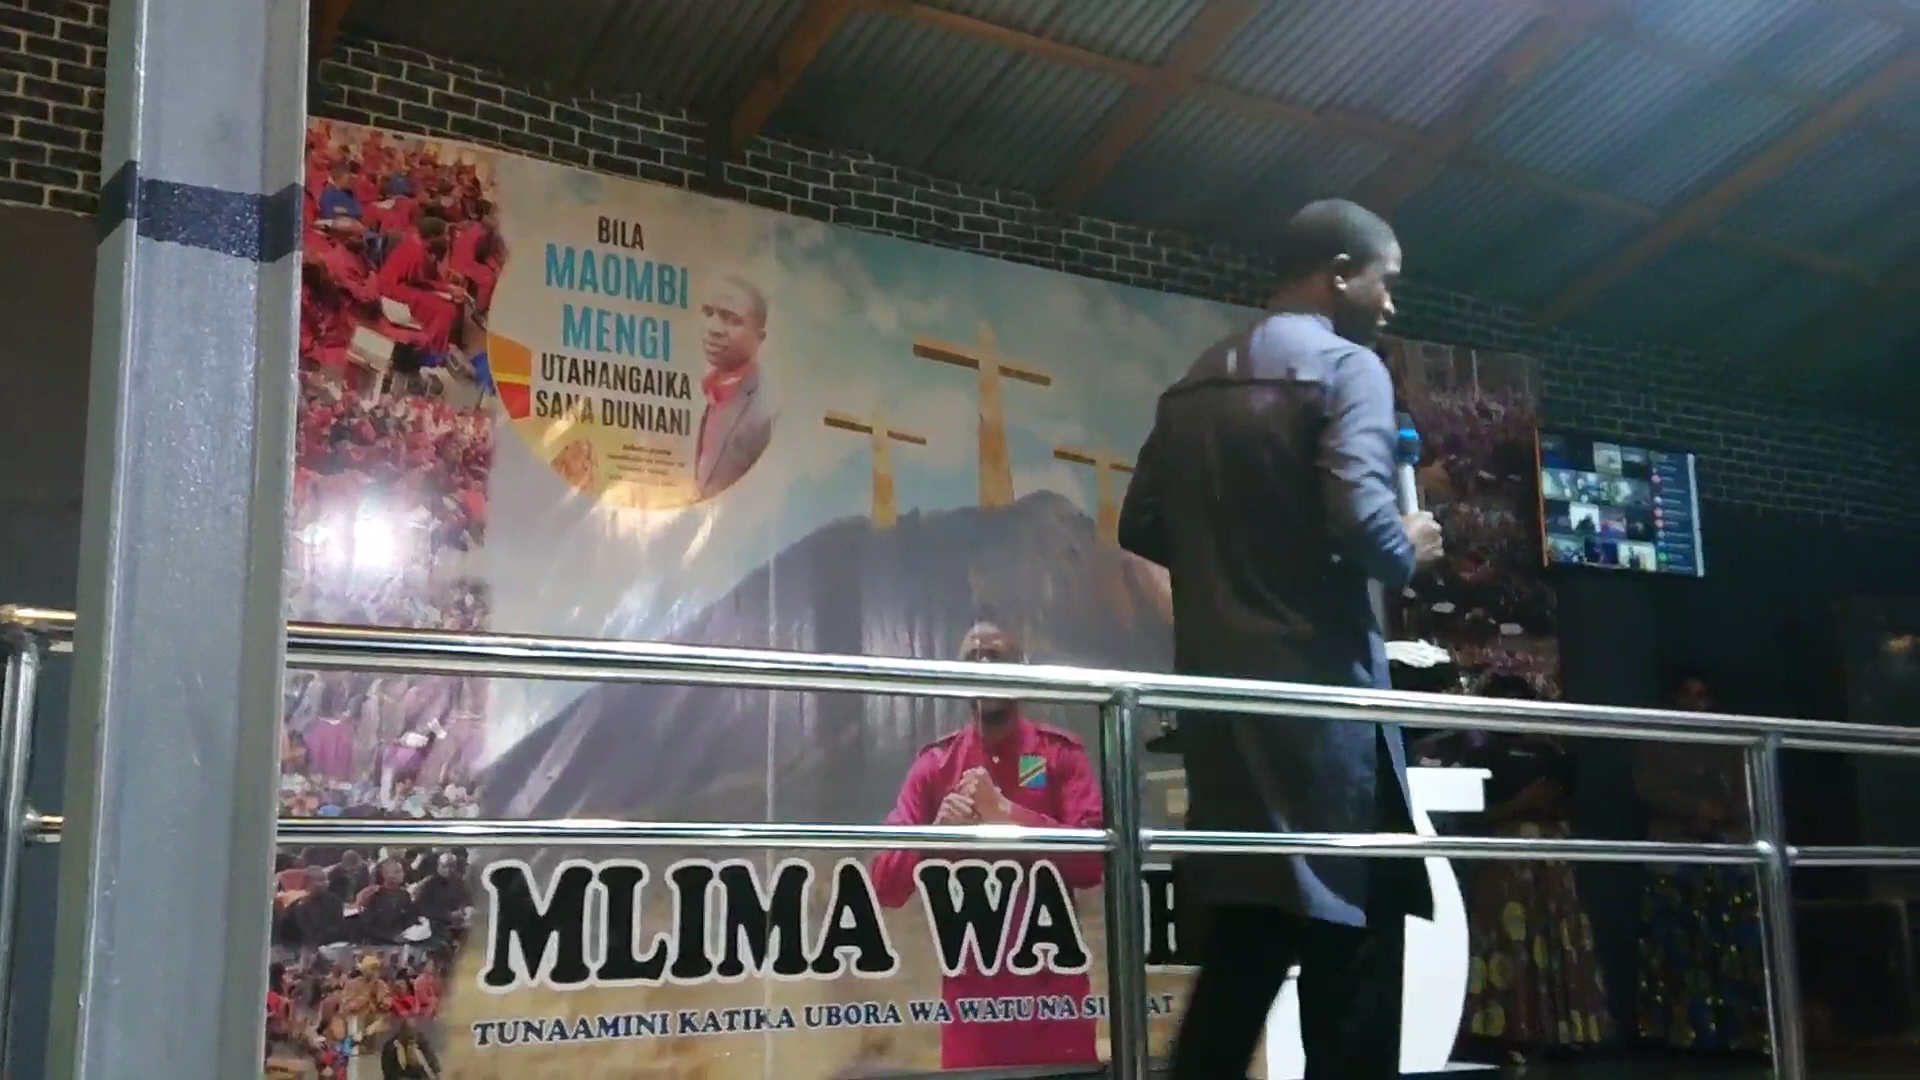 BILA
MAOMBI
MENGI
UTAHANGAIKA
SANA DUNIANI
MLIMA WA
TUNAAMINI KATIKA UBORA WA WATU NA